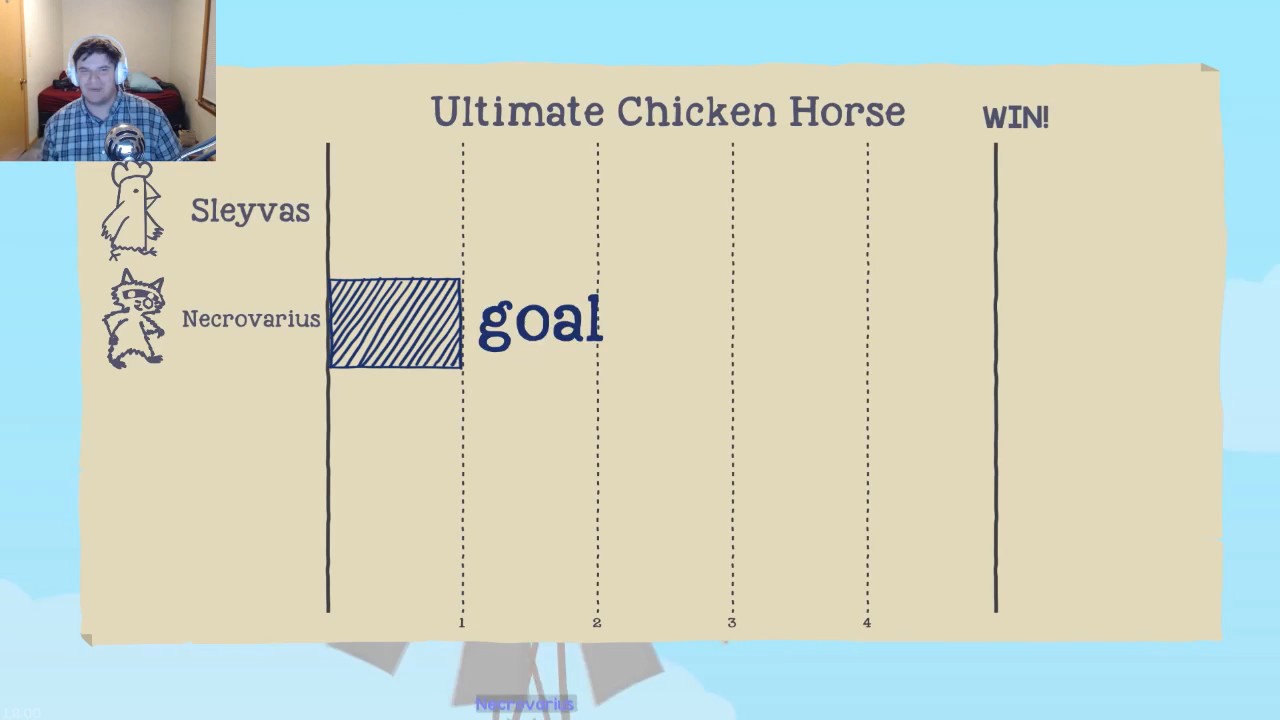 Ultimate Chicken Horse
WIN!
Sleyvas
Necrovarius
goal
1 2 3 4
Necrovarius